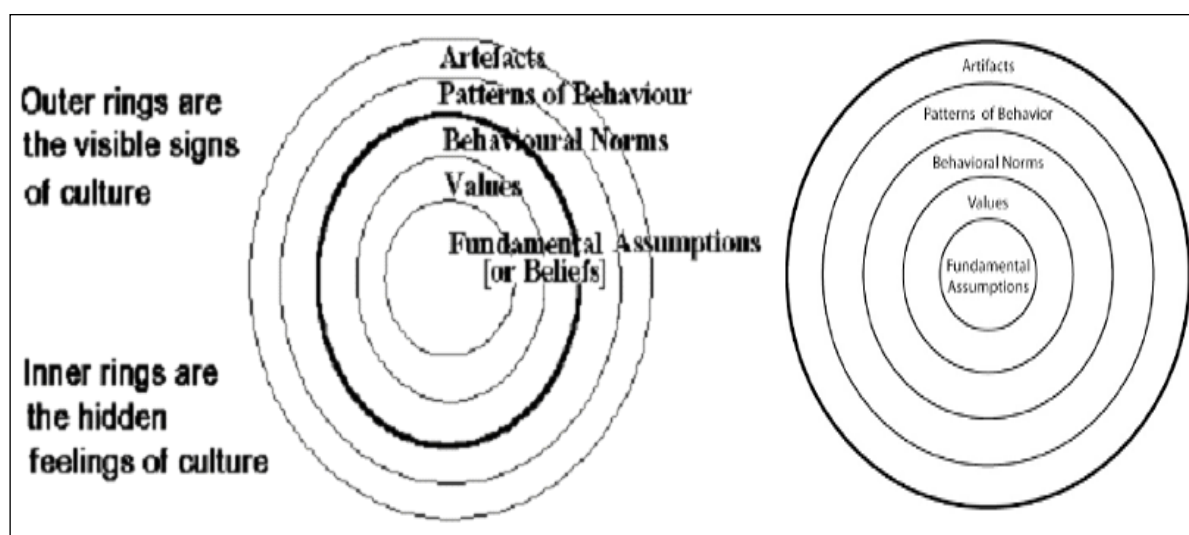 Outer rings are
the visible signs
of culture
Inner rings are
the hidden
feelings of culture
Artefacts
Patterns of Behaviour
Behavioural Norms
Values
Fundamental Assumptions
[or Beliefs]
Artifacts
Patterns of Behavior
Behavioral Norms
Values
Fundamental
Assumptions